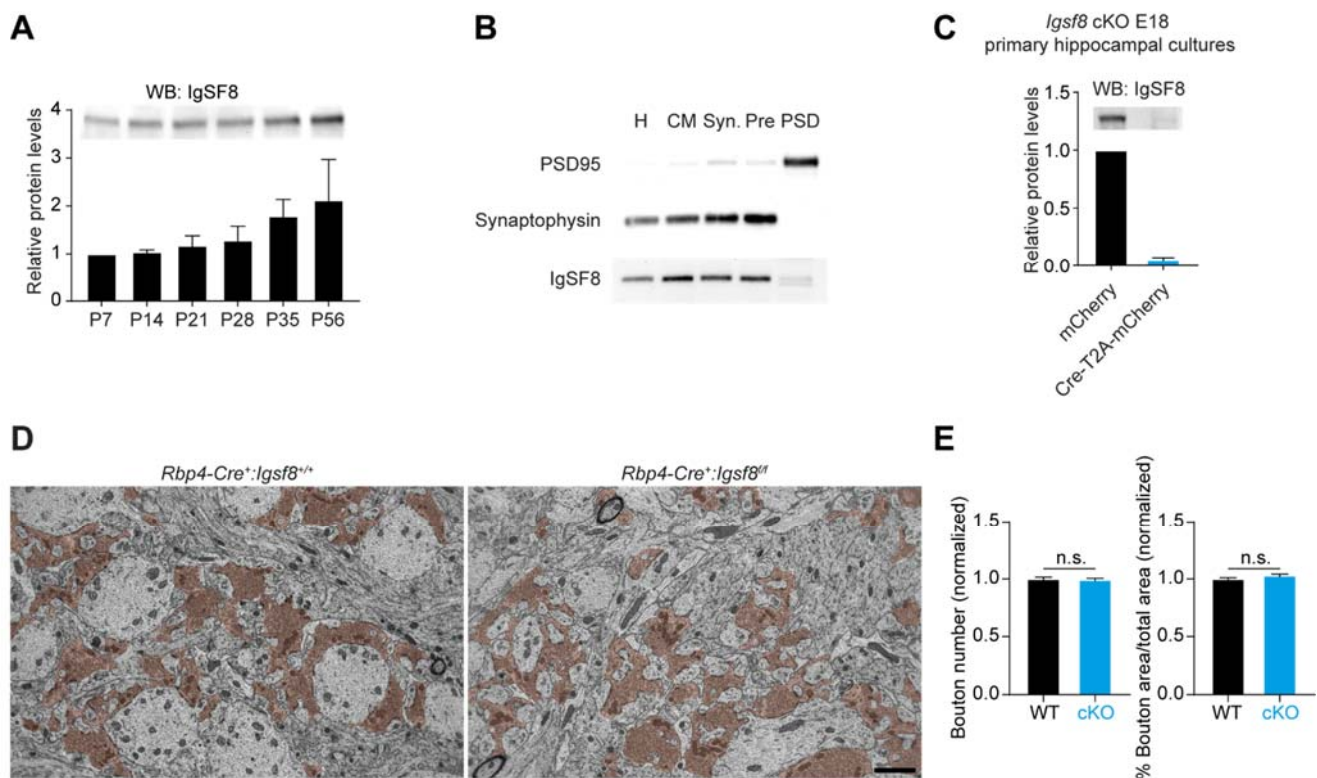 A
WB: IgSF8
Relative protein levels
4
3
2
1
0
P7 P14 P21 P28 P35 P56
B
H CM Syn. Pre PSD
PSD95
Synaptophysin
IgSF8
C
Igsf8 cKO E18
primary hippocampal cultures
WB: IgSF8
Relative protein levels
1.5
1.0
0.5
0.0
mCherry
Cre-T2A-mCherry
D
Rbp4-Cre+:Igsf8+/+
Rbp4-Cre+:Igsf8f/f
E
Bouton number (normalized)
1.5
1.0
0.5
0.0
n.s.
WT cKO
% Bouton area/total area (normalized)
1.5
1.0
0.5
0.0
n.s.
WT cKO